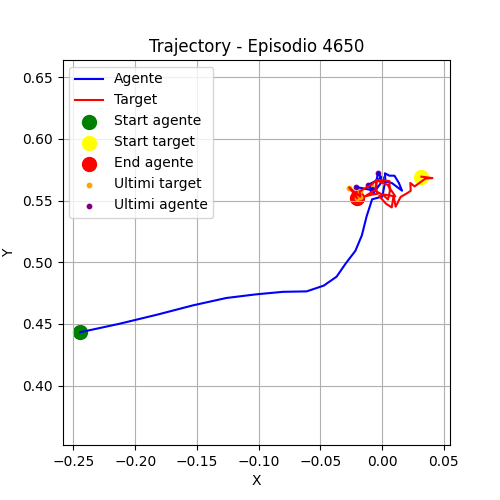 Trajectory - Episodio 4650
Agente
Target
Start agente
Start target
End agente
Ultimi target
Ultimi agente
0.65
0.60
0.55
0.50
0.45
0.40
Y
−0.25 −0.20 −0.15 −0.10 −0.05 0.00 0.05
X